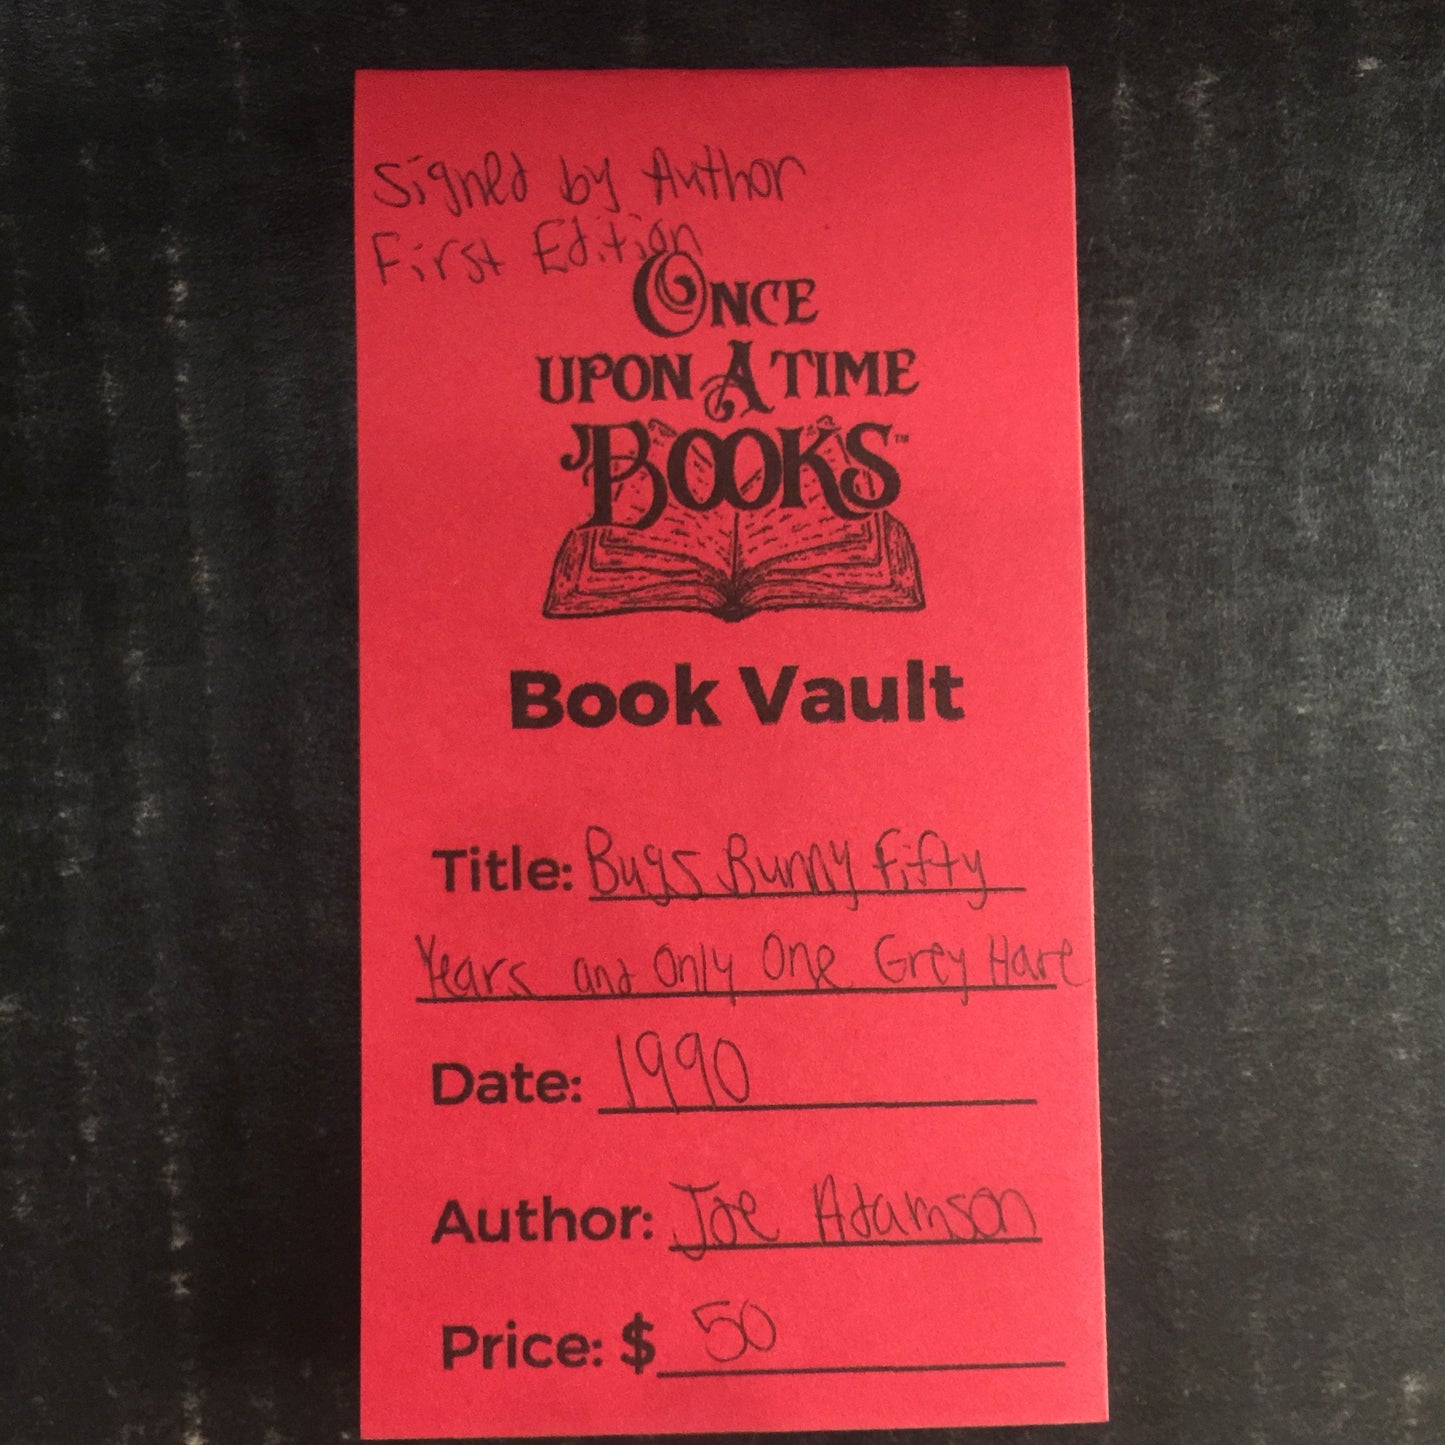 Signed by Author
First Edition
ONCE
UPON A TIME
BOOKS™
Book Vault
Title: Bugs Bunny Fifty
Years and Only One Grey Hare
Date: 1990
Author: Joe Adamson
Price: $ 50